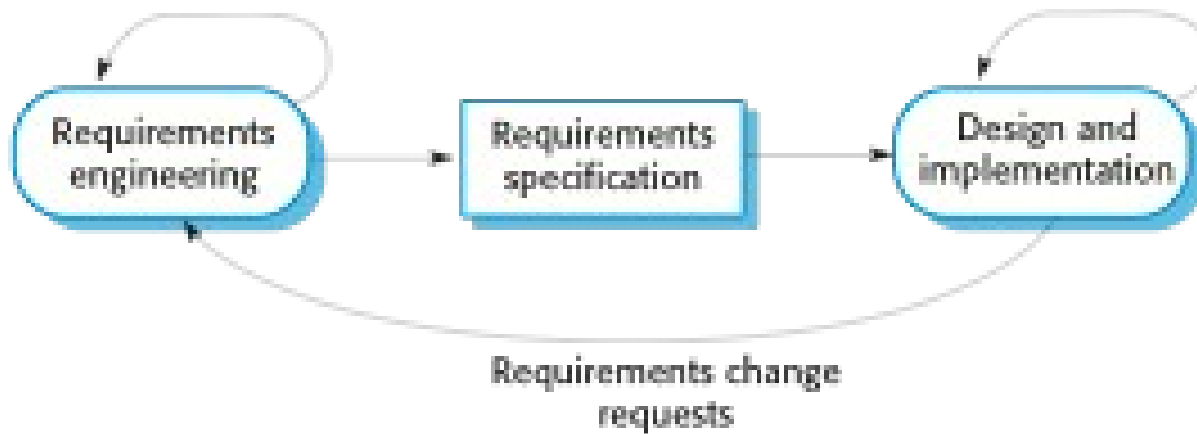 Requirements
engineering
Requirements
specification
Design and
implementation
Requirements change
requests